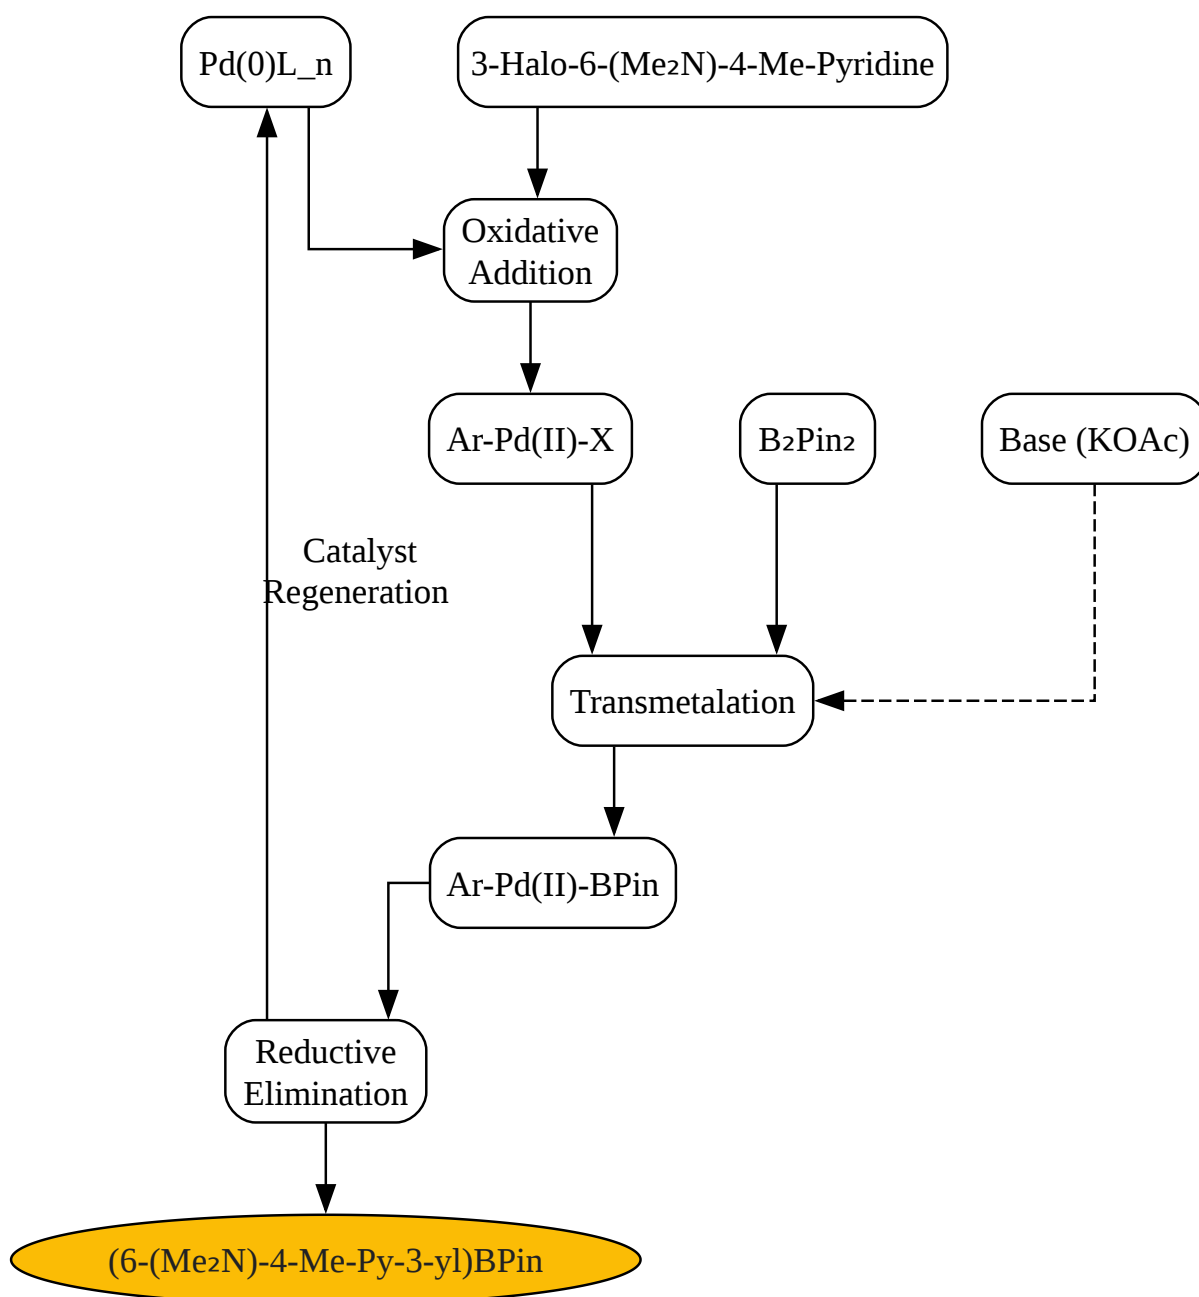 Pd(0)L_n
3-Halo-6-(Me₂N)-4-Me-Pyridine
Oxidative
Addition
Ar-Pd(II)-X
B₂Pin₂
Base (KOAc)
Catalyst
Regeneration
Transmetalation
Ar-Pd(II)-BPin
Reductive
Elimination
(6-(Me₂N)-4-Me-Py-3-yl)BPin